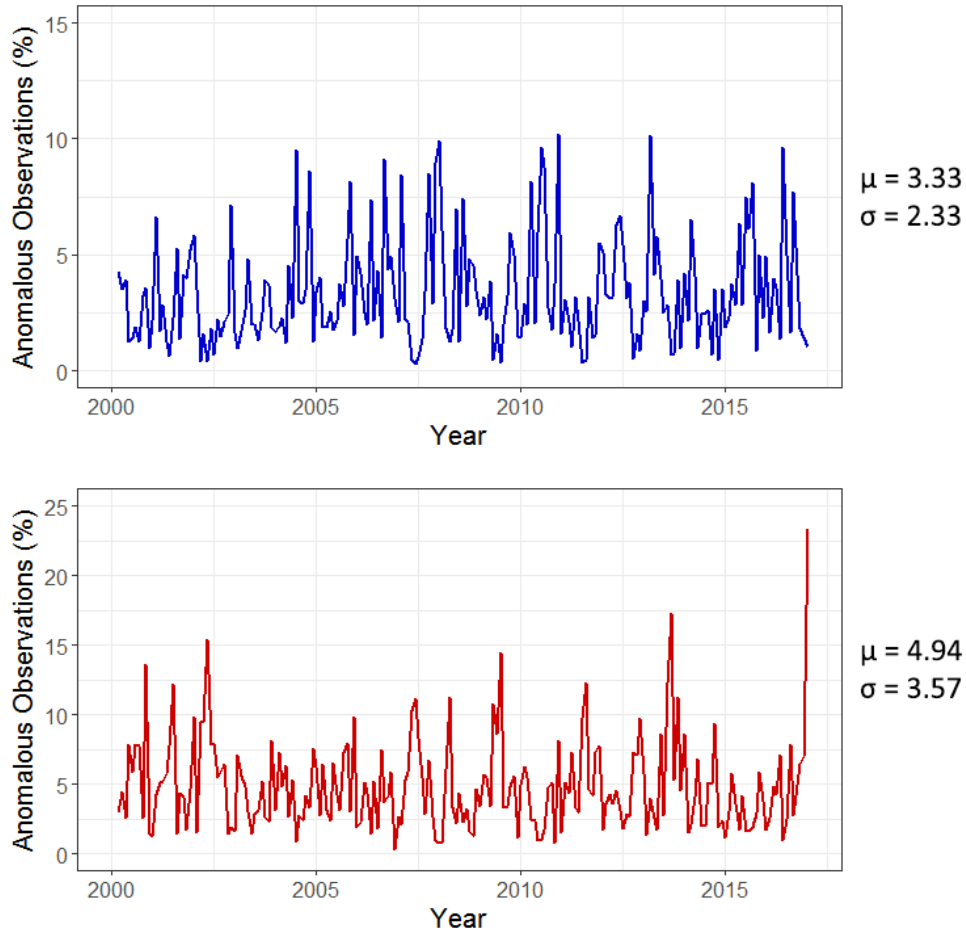 Anomalous Observations (%)
15
10
5
0
2000 2005 2010 2015
Year
μ = 3.33
σ = 2.33
Anomalous Observations (%)
25
20
15
10
5
0
2000 2005 2010 2015
Year
μ = 4.94
σ = 3.57